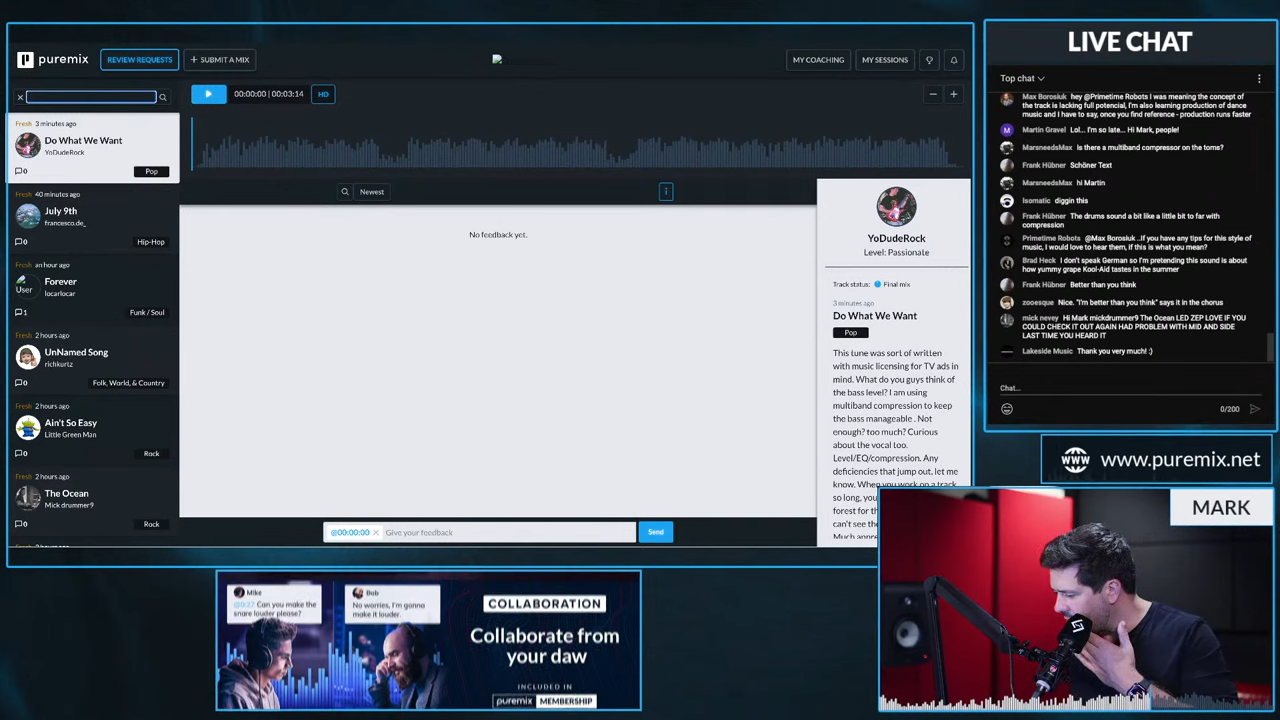 puremix
REVIEW REQUESTS
+ SUBMIT A MIX
MY COACHING
MY SESSIONS
00:00:00 | 00:03:14
HD
Fresh 3 minutes ago
Do What We Want
YoDudeRock
0
Pop
Fresh 40 minutes ago
July 9th
francesco.de_
0
Hip-Hop
Fresh an hour ago
User
Forever
locarlocar
1
Funk / Soul
Fresh 2 hours ago
UnNamed Song
richkurtz
0
Folk, World, & Country
Fresh 2 hours ago
Ain't So Easy
Little Green Man
0
Rock
Fresh 2 hours ago
The Ocean
Mick drummer9
0
Rock
Newest
i
No feedback yet.
@00:00:00 ×
Give your feedback
Send
YoDudeRock
Level: Passionate
Track status: Final mix
3 minutes ago
Do What We Want
Pop
This tune was sort of written
with music licensing for TV ads in
mind. What do you guys think of
the bass level? I am using
multiband compression to keep
the bass manageable . Not
enough? too much? Curious
about the vocal too.
Level/EQ/compression. Any
deficiencies that jump out, let me
know. When you work on a track
so long, you
forest for th
can't see the
LIVE CHAT
Top chat
Max Borosiuk hey @Primetime Robots i was meaning the concept of
the track is lacking full potencial, I'm also learning production of dance
music and I have to say, once you find reference - production runs faster
Martin Gravel Lol... I'm so late... Hi Mark, people!
MarsneedsMax Is there a multiband compressor on the toms?
Frank Hübner Schöner Text
MarsneedsMax hi Martin
Isomatic diggin this
Frank Hübner The drums sound a bit like a little bit to far with
compression
Primetime Robots @Max Borosiuk ..If you have any tips for this style of
music, I would love to hear them, if this is what you mean?
Brad Heck I don't speak German so I'm pretending this sound is about
how yummy grape Kool-Aid tastes in the summer
Frank Hübner Better than you think
zooesque Nice. "I'm better than you think" says it in the chorus
mick nevey Hi Mark mickdrummer9 The Ocean LED ZEP LOVE IF YOU
COULD CHECK IT OUT AGAIN HAD PROBLEM WITH MID AND SIDE
LAST TIME YOU HEARD IT
Lakeside Music Thank you very much! :)
Chat...
0/200
www
www.puremix.net
MARK
Mike
@0:27 Can you make the
snare louder please?
Bob
No worries, I'm gonna
make it louder.
COLLABORATION
Collaborate from
your daw
INCLUDED IN
puremix MEMBERSHIP